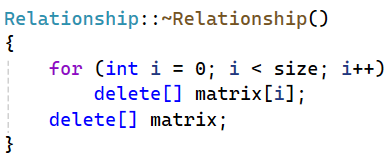 Relationship::~Relationship()
{
    for (int i = 0; i < size; i++)
        delete[] matrix[i];
    delete[] matrix;
}